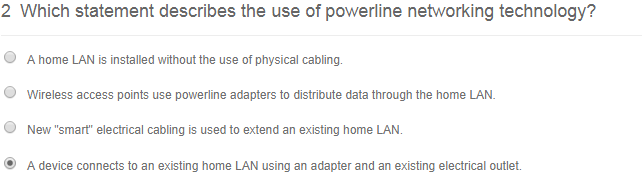 2 Which statement describes the use of powerline networking technology?
A home LAN is installed without the use of physical cabling.
Wireless access points use powerline adapters to distribute data through the home LAN.
New "smart" electrical cabling is used to extend an existing home LAN.
A device connects to an existing home LAN using an adapter and an existing electrical outlet.